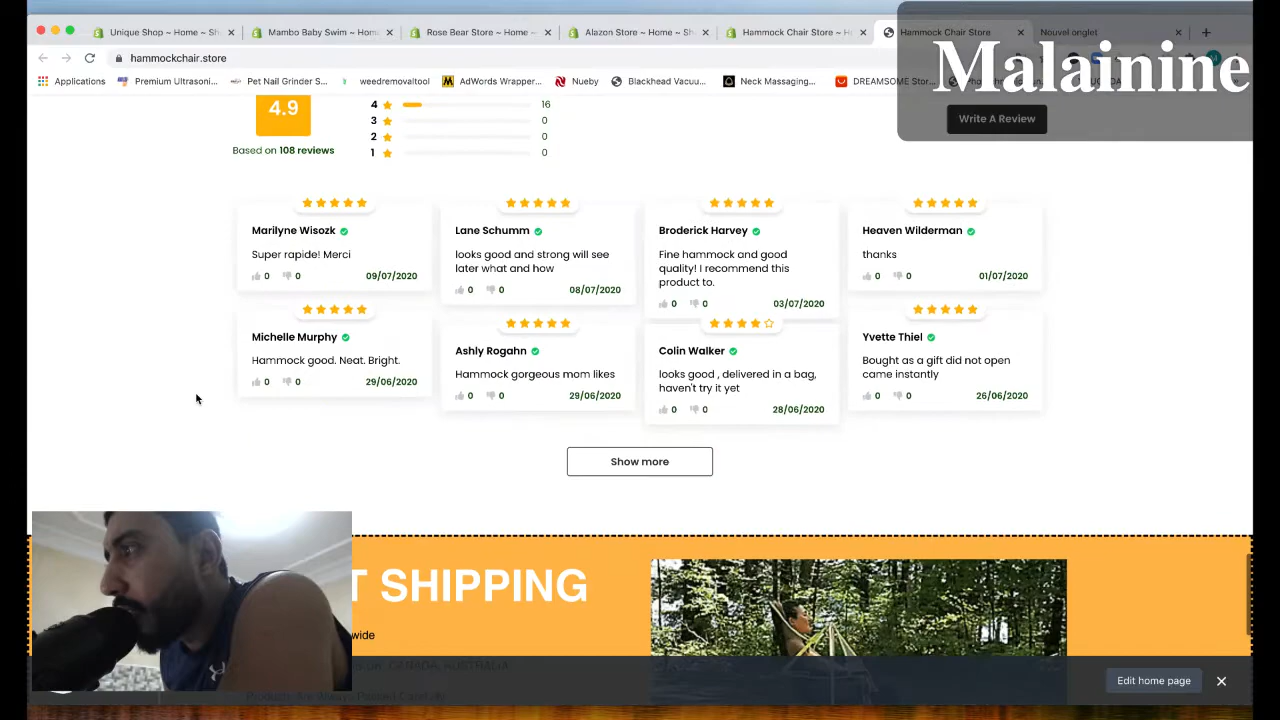 Unique Shop ~ Home ~ Sh
Mambo Baby Swim ~ Hom
Rose Bear Store ~ Home ~
Alazon Store ~ Home ~ Sh
Hammock Chair Store ~ H
Hammock Chair Store
Nouvel onglet
Malainine
hammockchair.store
Applications
Premium Ultrasoni...
Pet Nail Grinder S...
weedremovaltool
AdWords Wrapper...
Nueby
Blackhead Vacuu...
Neck Massaging...
DREAMSOME Stor...
4.9
4 16
3 0
2 0
1 0
Based on 108 reviews
Write A Review
Marilyne Wisozk
Super rapide! Merci
0 0 09/07/2020
Lane Schumm
looks good and strong will see
later what and how
0 0 08/07/2020
Broderick Harvey
Fine hammock and good
quality! I recommend this
product to.
0 0 03/07/2020
Heaven Wilderman
thanks
0 0 01/07/2020
Michelle Murphy
Hammock good. Neat. Bright.
0 0 29/06/2020
Ashly Rogahn
Hammock gorgeous mom likes
0 0 29/06/2020
Colin Walker
looks good , delivered in a bag,
haven't try it yet
0 0 28/06/2020
Yvette Thiel
Bought as a gift did not open
came instantly
0 0 26/06/2020
Show more
T SHIPPING
wide
CANADA, AUSTRALIA
Edit home page